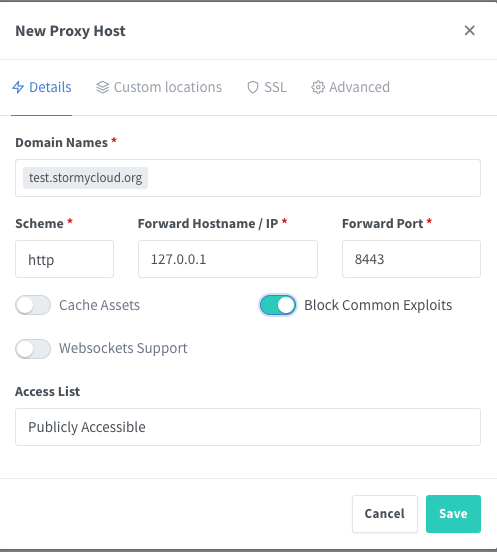 New Proxy Host
Details Custom locations SSL Advanced
Domain Names *
test.stormycloud.org
Scheme * Forward Hostname / IP * Forward Port *
http 127.0.0.1 8443
Cache Assets Block Common Exploits
Websockets Support
Access List
Publicly Accessible
Cancel Save